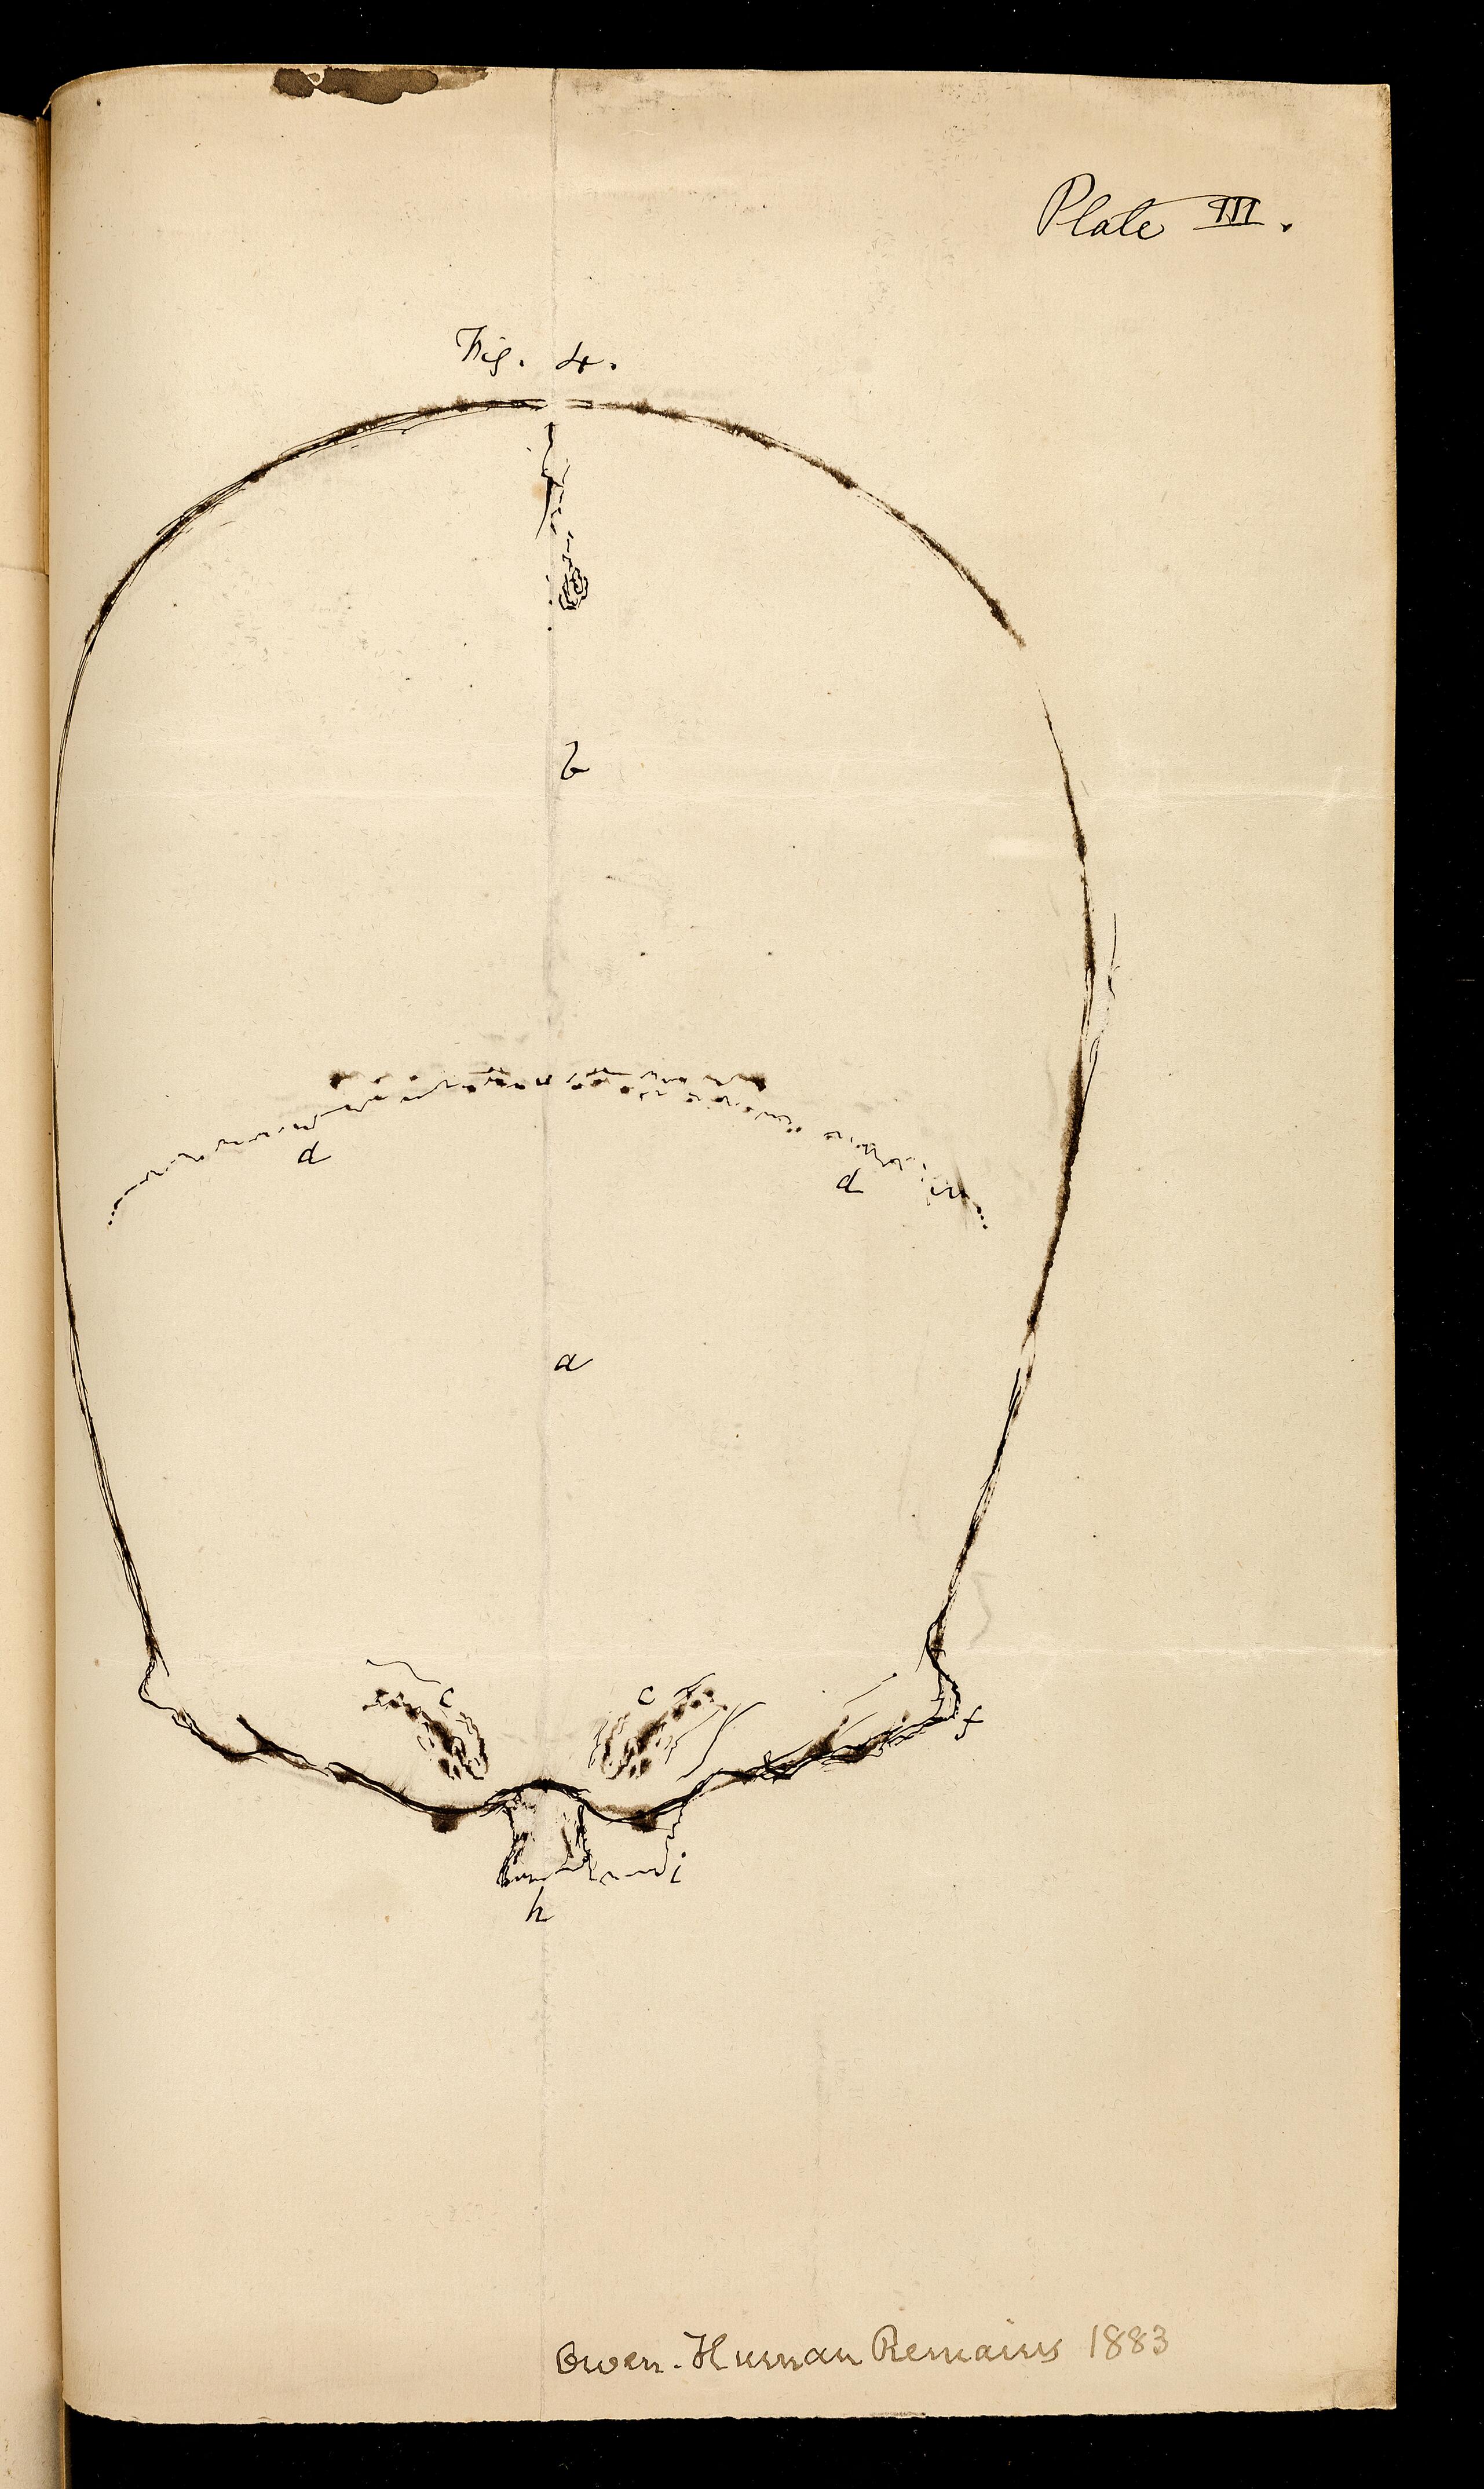 Plate III.
Fig. 4.
b
d
d
a
c
c
f
i
h
Owen. Human Remains 1883